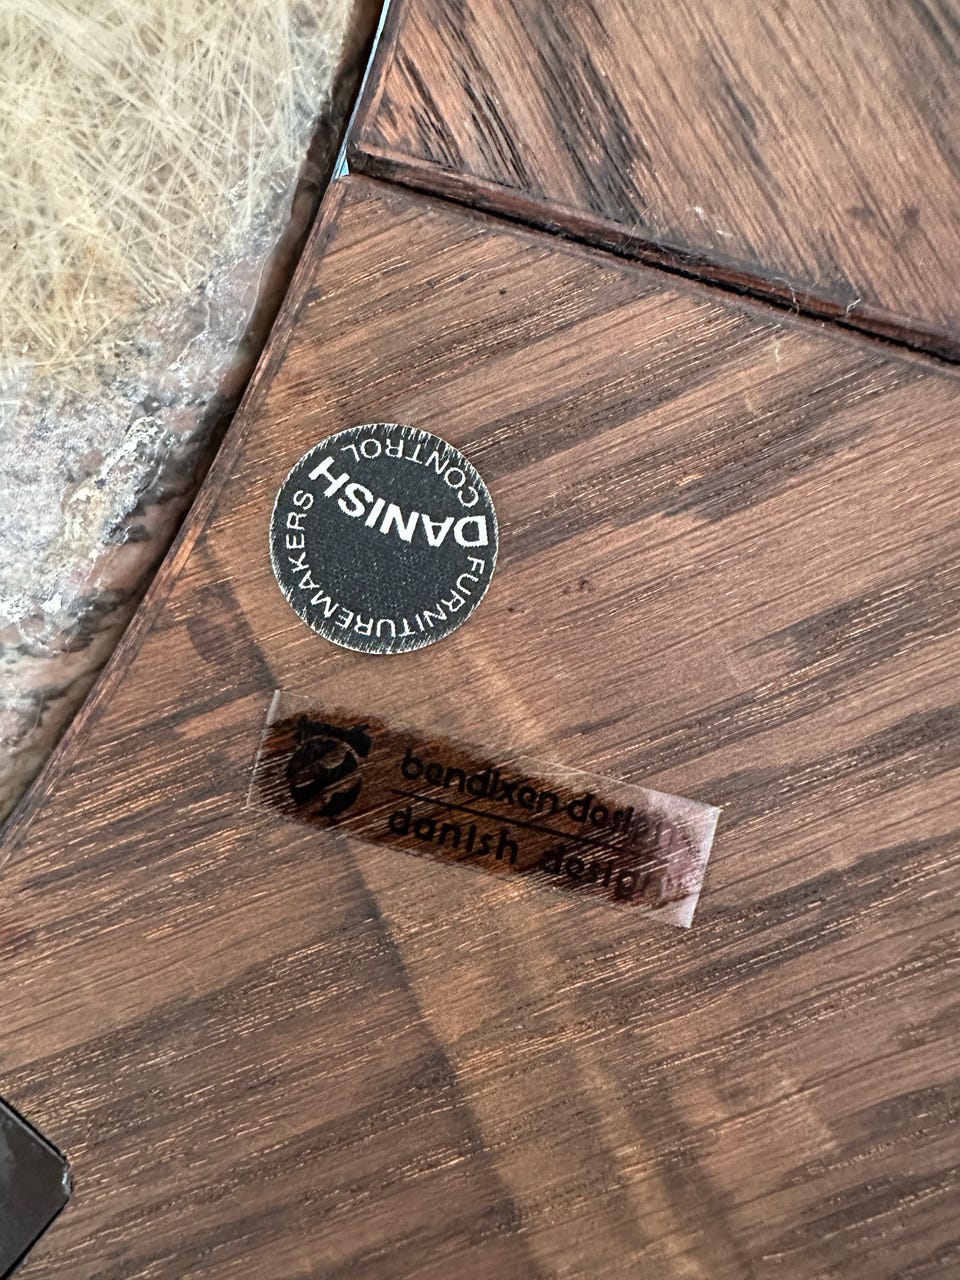 DANISH
FURNITUREMAKERS
CONTROL
bendixen design
danish design